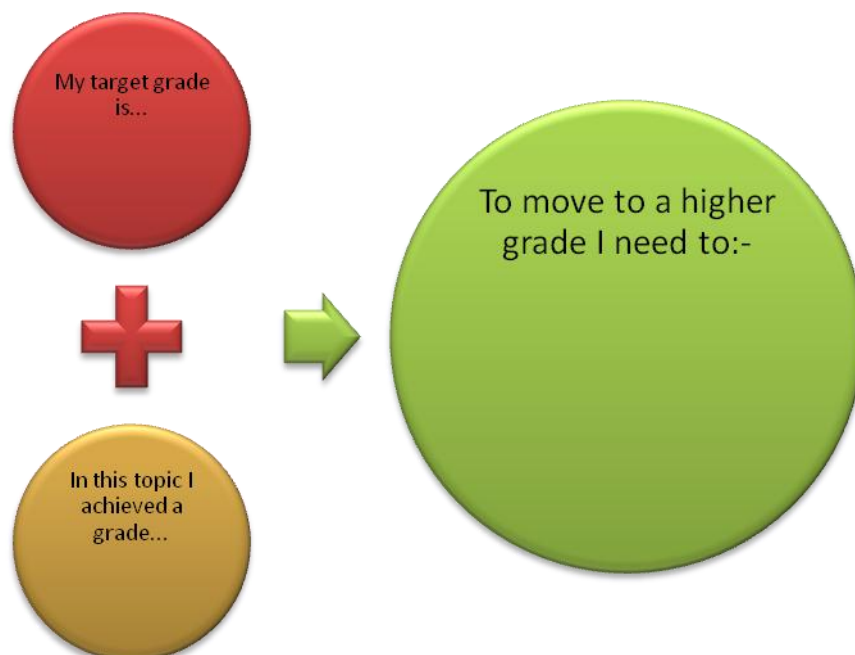 My target grade
is...
In this topic I
achieved a
grade...
To move to a higher
grade I need to:-